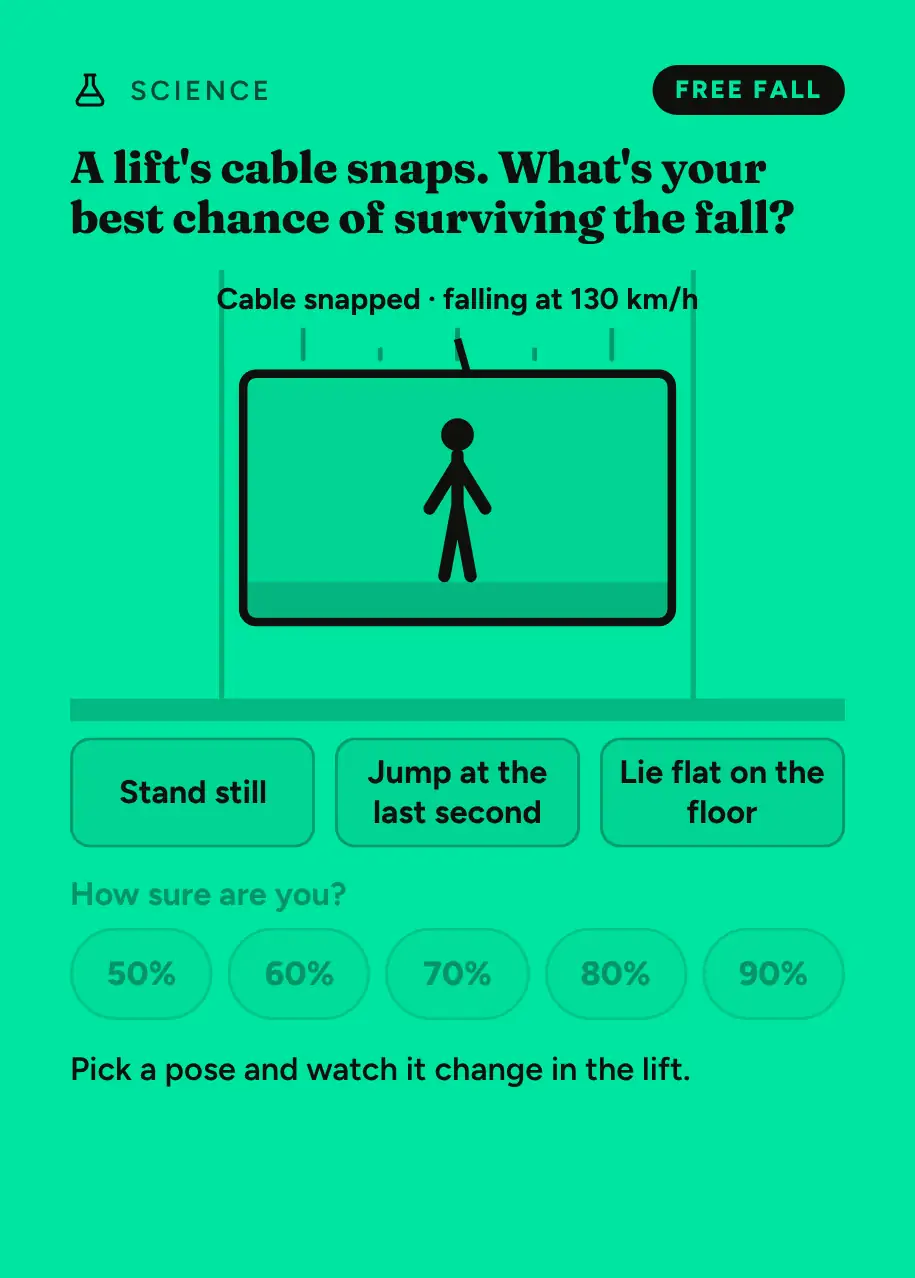 SCIENCE
FREE FALL
A lift's cable snaps. What's your
best chance of surviving the fall?
Cable snapped · falling at 130 km/h
Stand still
Jump at the
last second
Lie flat on the
floor
How sure are you?
50%
60%
70%
80%
90%
Pick a pose and watch it change in the lift.